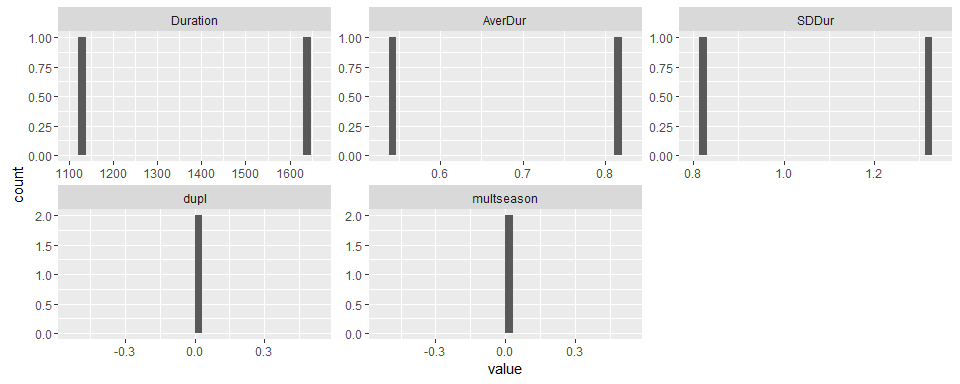 Duration AverDur SDDur
1.00 1.00 1.00
0.75 0.75 0.75
0.50 0.50 0.50
0.25 0.25 0.25
0.00 0.00 0.00
1100 1200 1300 1400 1500 1600 0.6 0.7 0.8 0.8 1.0 1.2
count
dupl multseason
2.0 2.0
1.5 1.5
1.0 1.0
0.5 0.5
0.0 0.0
-0.3 0.0 0.3 -0.3 0.0 0.3
value